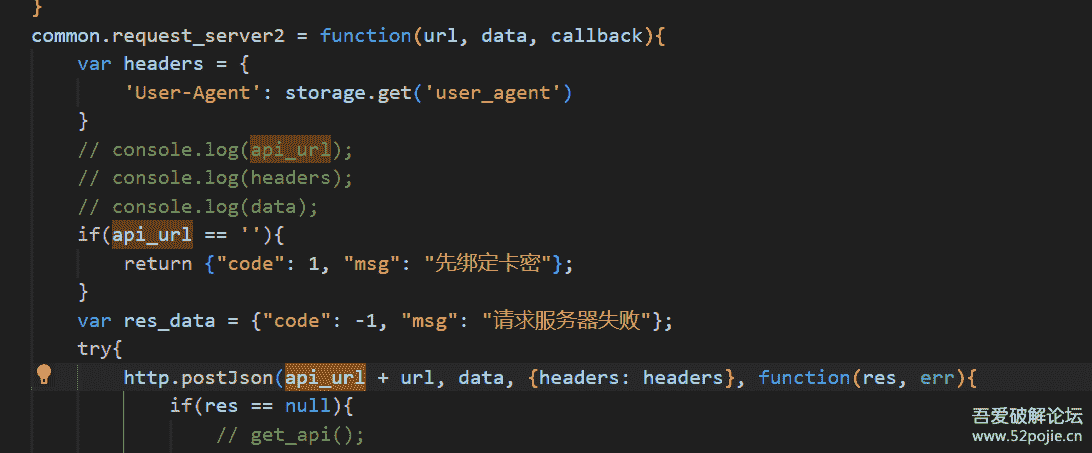 }
common.request_server2 = function(url, data, callback){
    var headers = {
        'User-Agent': storage.get('user_agent')
    }
    // console.log(api_url);
    // console.log(headers);
    // console.log(data);
    if(api_url == ''){
        return {"code": 1, "msg": "先绑定卡密"};
    }
    var res_data = {"code": -1, "msg": "请求服务器失败"};
    try{
        http.postJson(api_url + url, data, {headers: headers}, function(res, err){
            if(res == null){
                // get_api();
吾爱破解论坛
www.52pojie.cn